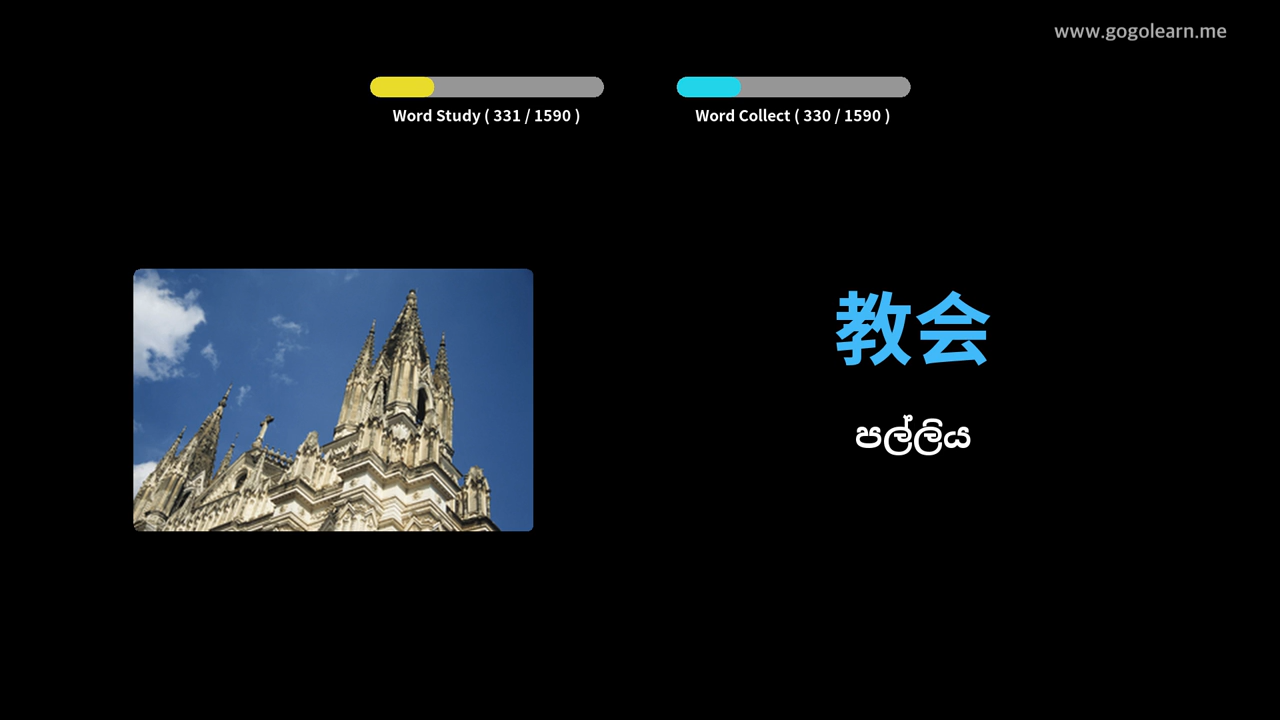 www.gogolearn.me
Word Study ( 331 / 1590 )
Word Collect ( 330 / 1590 )
教会
පල්ලිය